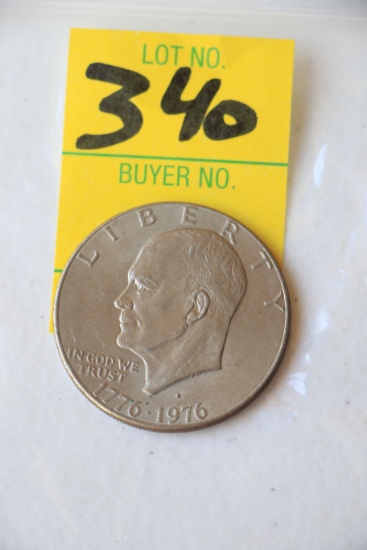 LOT NO.
340
BUYER NO.
LIBERTY
IN GOD WE
TRUST
1776·1976